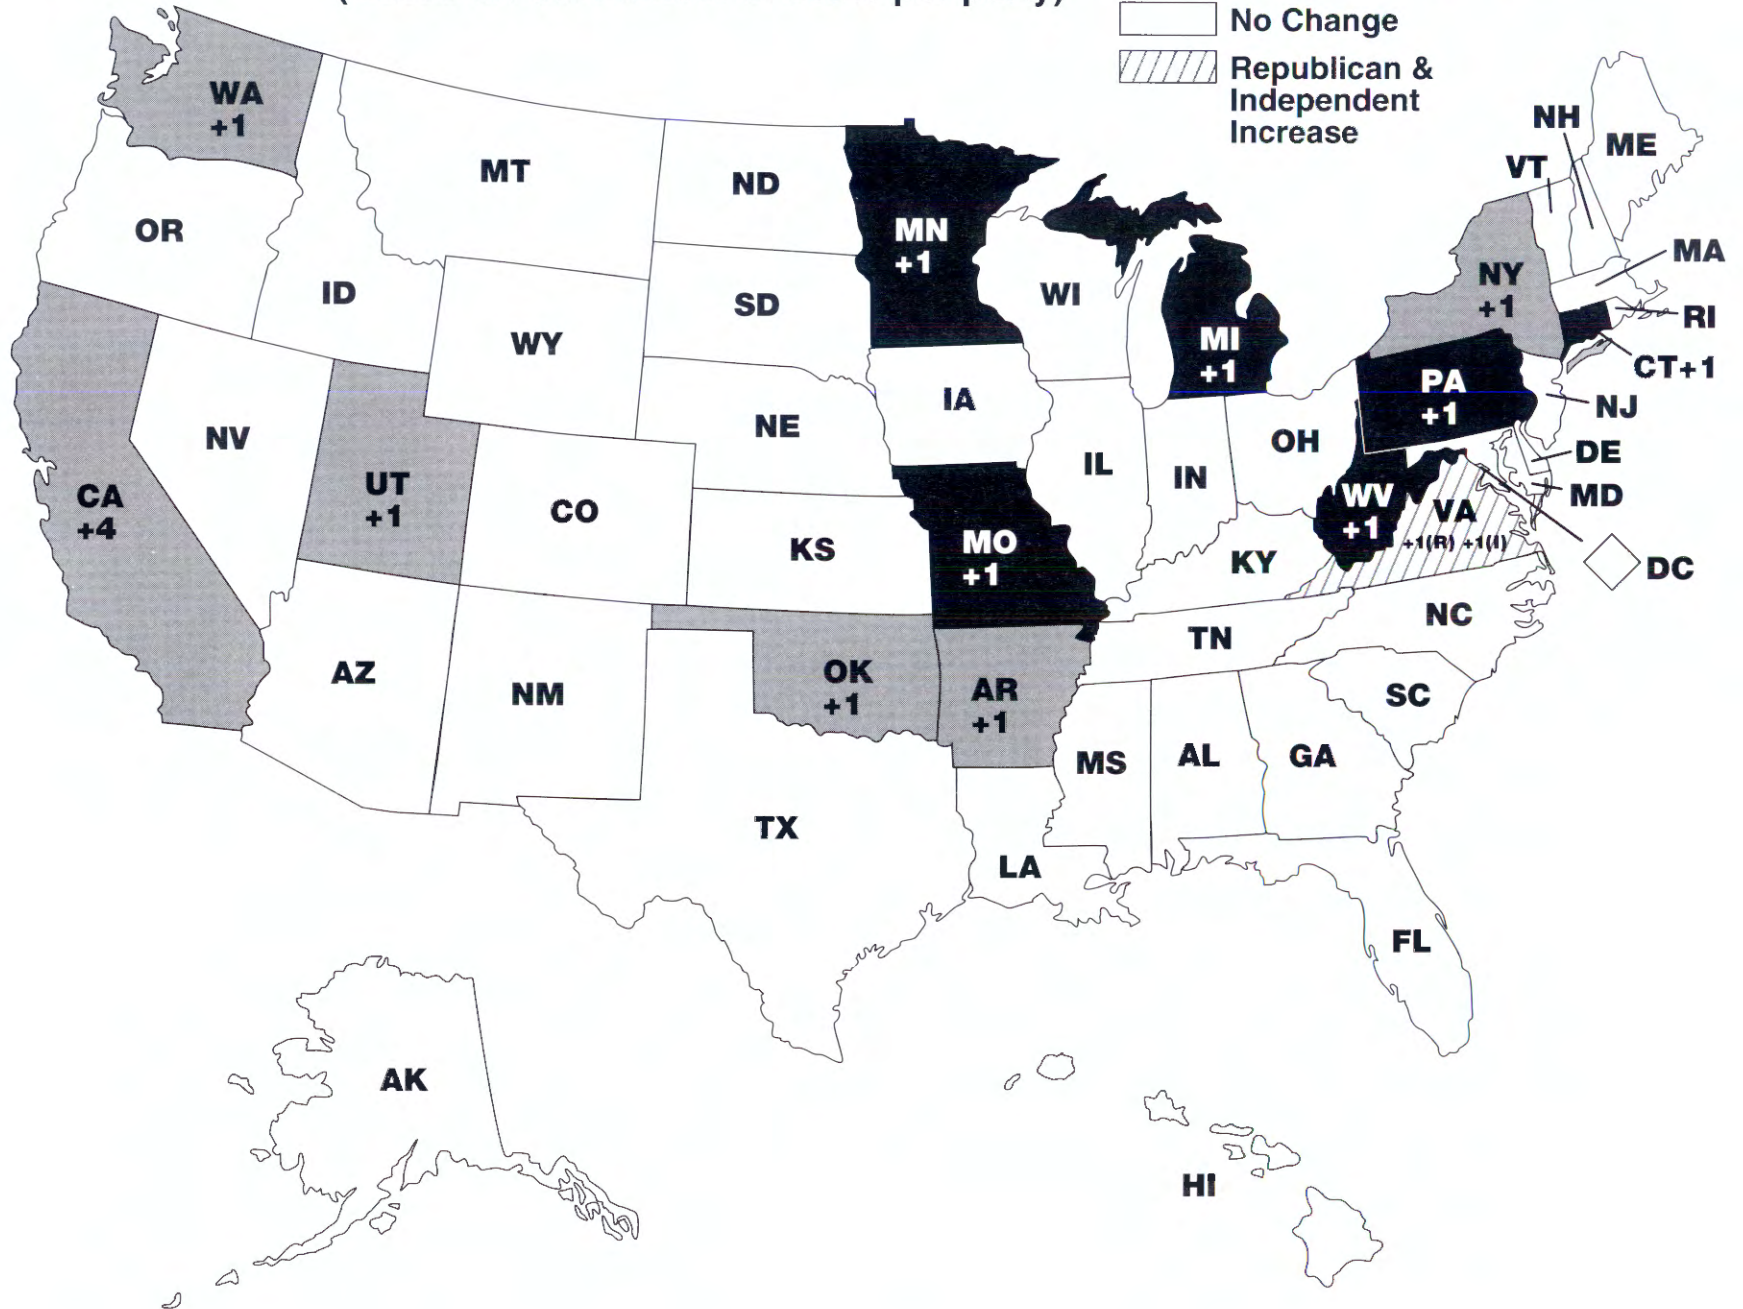 No Change
Republican &
Independent
Increase
WA
+1
MT
ND
MN
+1
NH
ME
VT
OR
ID
SD
WI
NY
+1
MA
WY
MI
+1
RI
CT+1
IA
PA
+1
NJ
NV
NE
OH
DE
CA
+4
UT
+1
CO
IL
IN
WV
+1
VA
+1(R) +1(I)
MD
KS
MO
+1
KY
DC
NC
TN
AZ
NM
OK
+1
AR
+1
SC
MS
AL
GA
TX
LA
FL
AK
HI